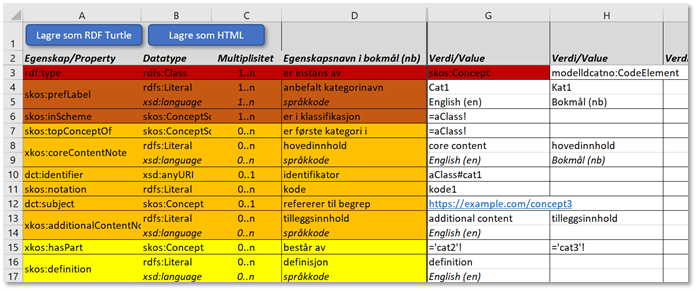 A B C D G H
1 Lagre som RDF Turtle Lagre som HTML
2 Egenskap/Property Datatype Multiplisitet Egenskapsnavn i bokmål (nb) Verdi/Value Verdi/Value Verdi
3 rdf:type rdfs:Class 1..n er instans av skos:Concept modelldcatno:CodeElement
4 skos:prefLabel rdfs:Literal 1..n anbefalt kategorinavn Cat1 Kat1
5 xsd:language 1..n språkkode English (en) Bokmål (nb)
6 skos:inScheme skos:ConceptSc 1..n er i klassifikasjon =aClass!
7 skos:topConceptOf skos:ConceptSc 0..n er første kategori i =aClass!
8 xkos:coreContentNote rdfs:Literal 0..n hovedinnhold core content hovedinnhold
9 xsd:language 0..n språkkode English (en) Bokmål (nb)
10 dct:identifier xsd:anyURI 0..1 identifikator aClass#cat1
11 skos:notation rdfs:Literal 0..1 kode kode1
12 dct:subject skos:Concept 0..1 refererer til begrep https://example.com/concept3
13 xkos:additionalContentNo rdfs:Literal 0..n tilleggsinnhold additional content tilleggsinnhold
14 xsd:language 0..n språkkode English (en)
15 xkos:hasPart skos:Concept 0..n består av ='cat2'! ='cat3'!
16 skos:definition rdfs:Literal 0..n definisjon definition
17 xsd:language 0..n språkkode English (en)